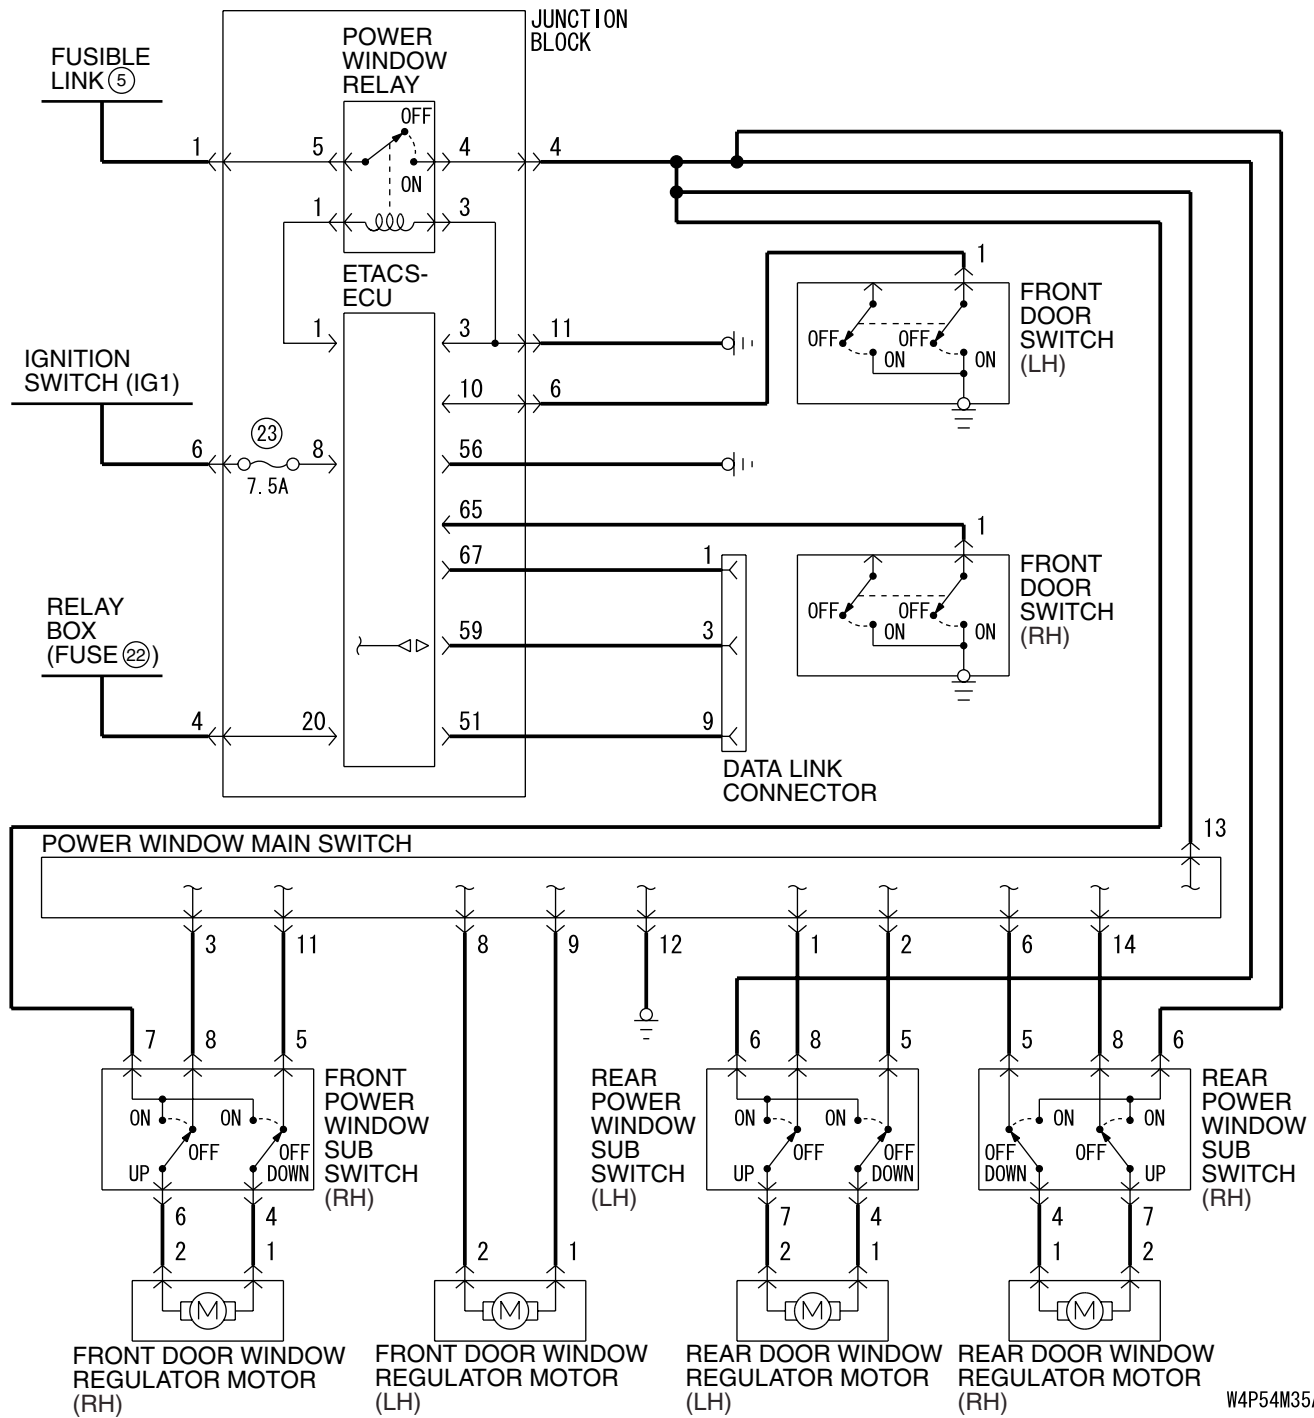 JUNCTION
BLOCK
POWER
WINDOW
RELAY
FUSIBLE
LINK 5
OFF
ON
1
5
4
4
1
3
ETACS-
ECU
1
3
11
10
6
IGNITION
SWITCH (IG1)
6
23
7.5A
8
56
65
67
59
51
RELAY
BOX
(FUSE 22)
4
20
1
OFF
ON
OFF
ON
FRONT
DOOR
SWITCH
(LH)
1
OFF
ON
OFF
ON
FRONT
DOOR
SWITCH
(RH)
1
3
9
DATA LINK
CONNECTOR
POWER WINDOW MAIN SWITCH
13
3
11
8
9
12
1
2
6
14
7
8
5
6
8
5
5
8
6
ON
ON
OFF
OFF
UP
DOWN
FRONT
POWER
WINDOW
SUB
SWITCH
(RH)
REAR
POWER
WINDOW
SUB
SWITCH
(LH)
ON
ON
OFF
OFF
UP
DOWN
ON
ON
OFF
OFF
DOWN
UP
REAR
POWER
WINDOW
SUB
SWITCH
(RH)
6
4
7
4
4
7
2
1
2
1
2
1
1
2
M
M
M
M
FRONT DOOR WINDOW
REGULATOR MOTOR
(RH)
FRONT DOOR WINDOW
REGULATOR MOTOR
(LH)
REAR DOOR WINDOW
REGULATOR MOTOR
(LH)
REAR DOOR WINDOW
REGULATOR MOTOR
(RH)
W4P54M35